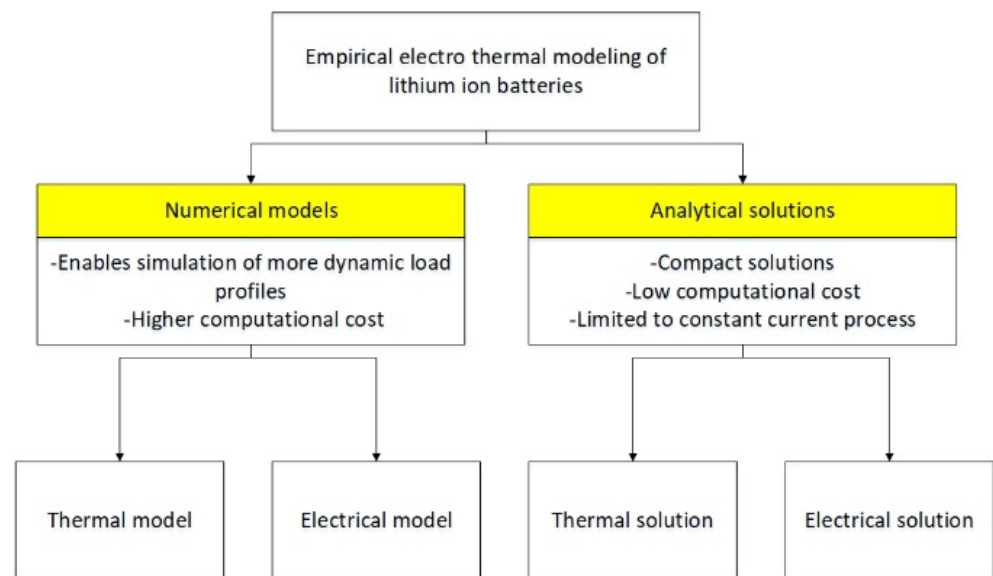 Empirical electro thermal modeling of
lithium ion batteries
Numerical models
-Enables simulation of more dynamic load
profiles
-Higher computational cost
Analytical solutions
-Compact solutions
-Low computational cost
-Limited to constant current process
Thermal model
Electrical model
Thermal solution
Electrical solution